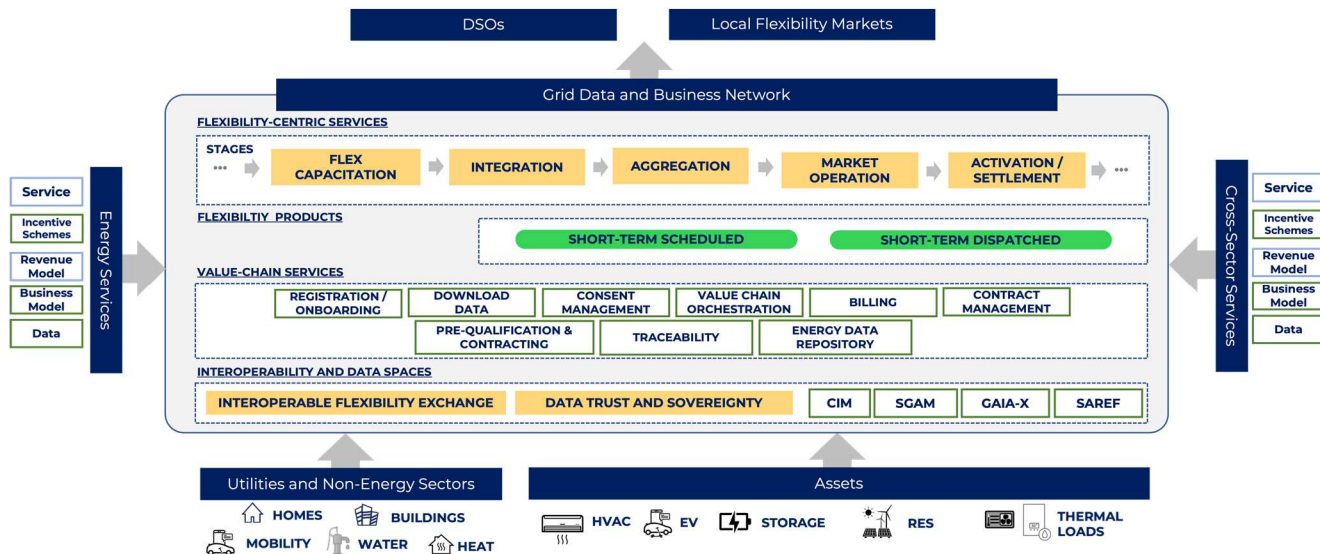 DSOs
Local Flexibility Markets
Grid Data and Business Network
FLEXIBILITY-CENTRIC SERVICES
STAGES
...
FLEX
CAPACITATION
INTEGRATION
AGGREGATION
MARKET
OPERATION
ACTIVATION /
SETTLEMENT
...
FLEXIBILTIY PRODUCTS
SHORT-TERM SCHEDULED
SHORT-TERM DISPATCHED
VALUE-CHAIN SERVICES
REGISTRATION /
ONBOARDING
DOWNLOAD
DATA
CONSENT
MANAGEMENT
VALUE CHAIN
ORCHESTRATION
BILLING
CONTRACT
MANAGEMENT
PRE-QUALIFICATION &
CONTRACTING
TRACEABILITY
ENERGY DATA
REPOSITORY
INTEROPERABILITY AND DATA SPACES
INTEROPERABLE FLEXIBILITY EXCHANGE
DATA TRUST AND SOVEREIGNTY
CIM
SGAM
GAIA-X
SAREF
Service
Incentive
Schemes
Revenue
Model
Business
Model
Data
Energy Services
Cross-Sector Services
Service
Incentive
Schemes
Revenue
Model
Business
Model
Data
Utilities and Non-Energy Sectors
HOMES
BUILDINGS
MOBILITY
WATER
HEAT
Assets
HVAC
EV
STORAGE
RES
THERMAL
LOADS